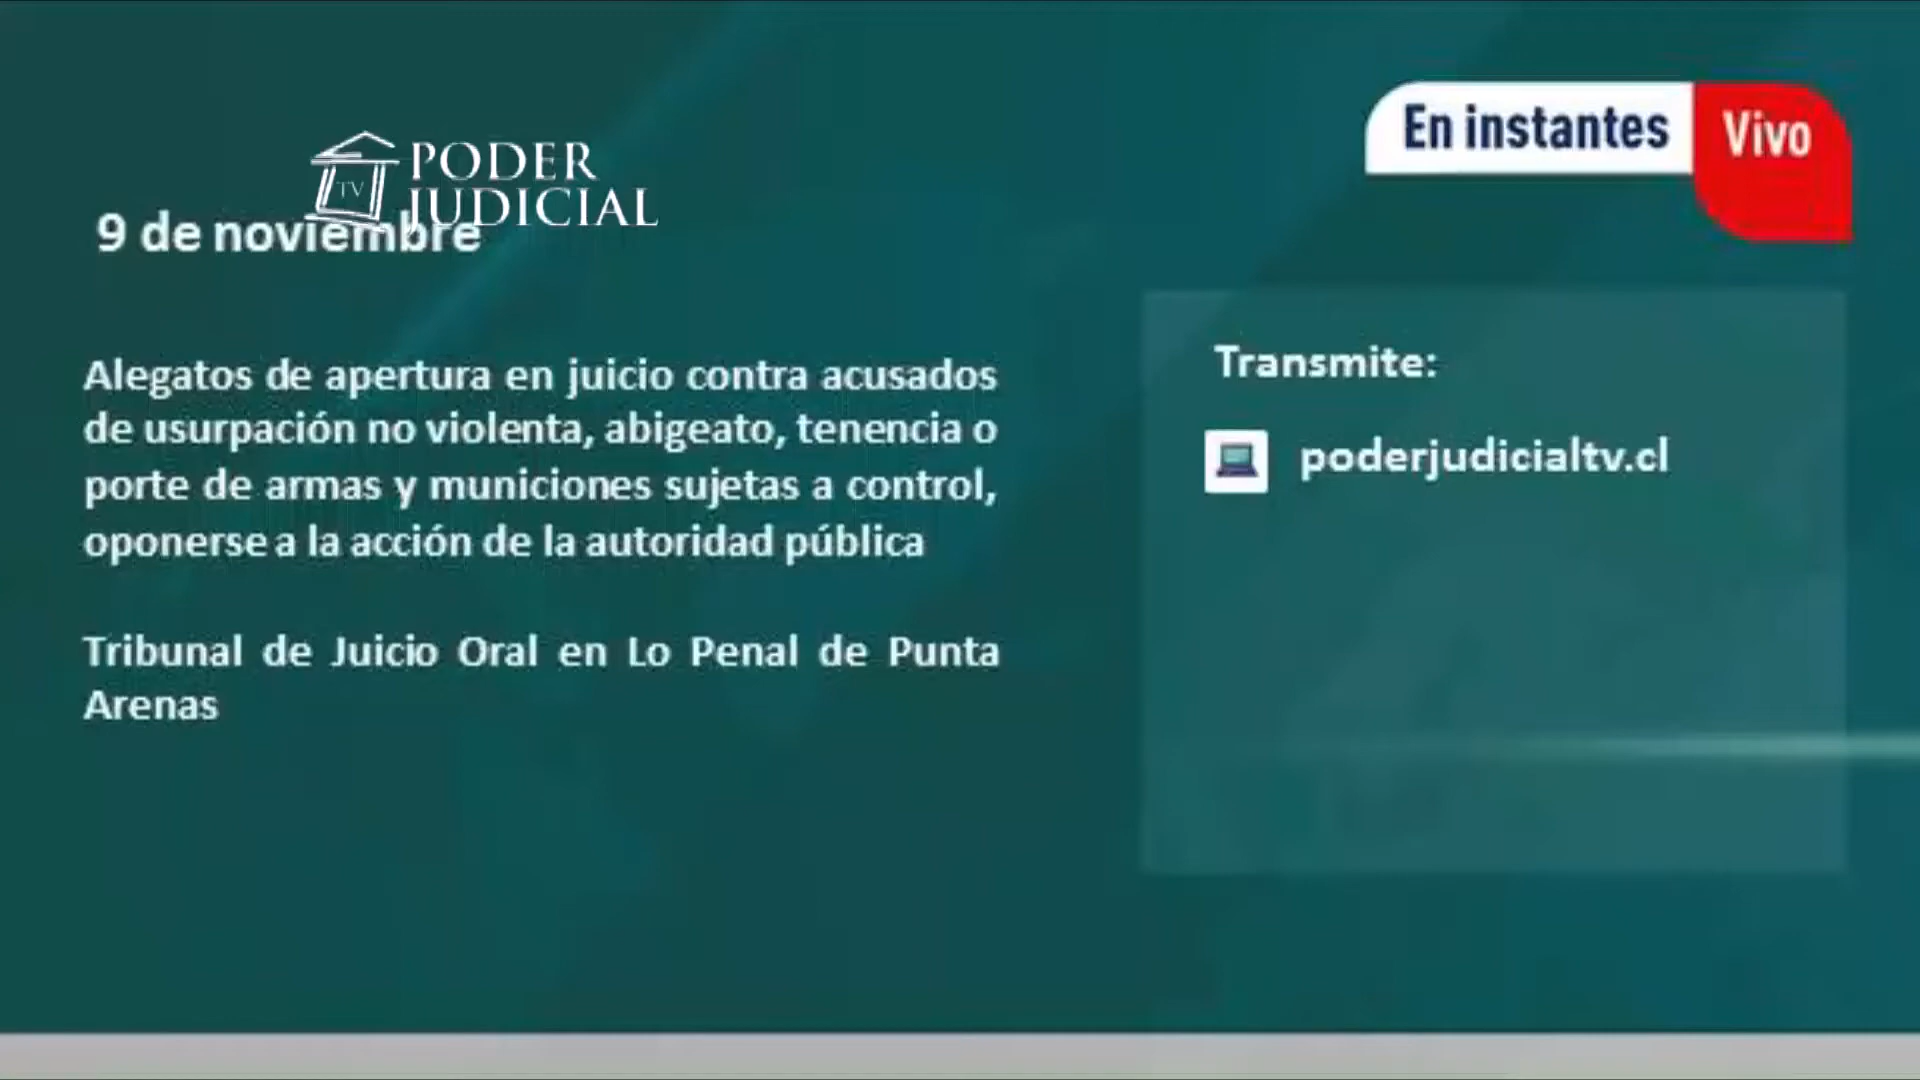 En instantes Vivo
TV
PODER
JUDICIAL
9 de noviembre
Alegatos de apertura en juicio contra acusados
de usurpación no violenta, abigeato, tenencia o
porte de armas y municiones sujetas a control,
oponerse a la acción de la autoridad pública
Tribunal de Juicio Oral en Lo Penal de Punta
Arenas
Transmite:
poderjudicialtv.cl